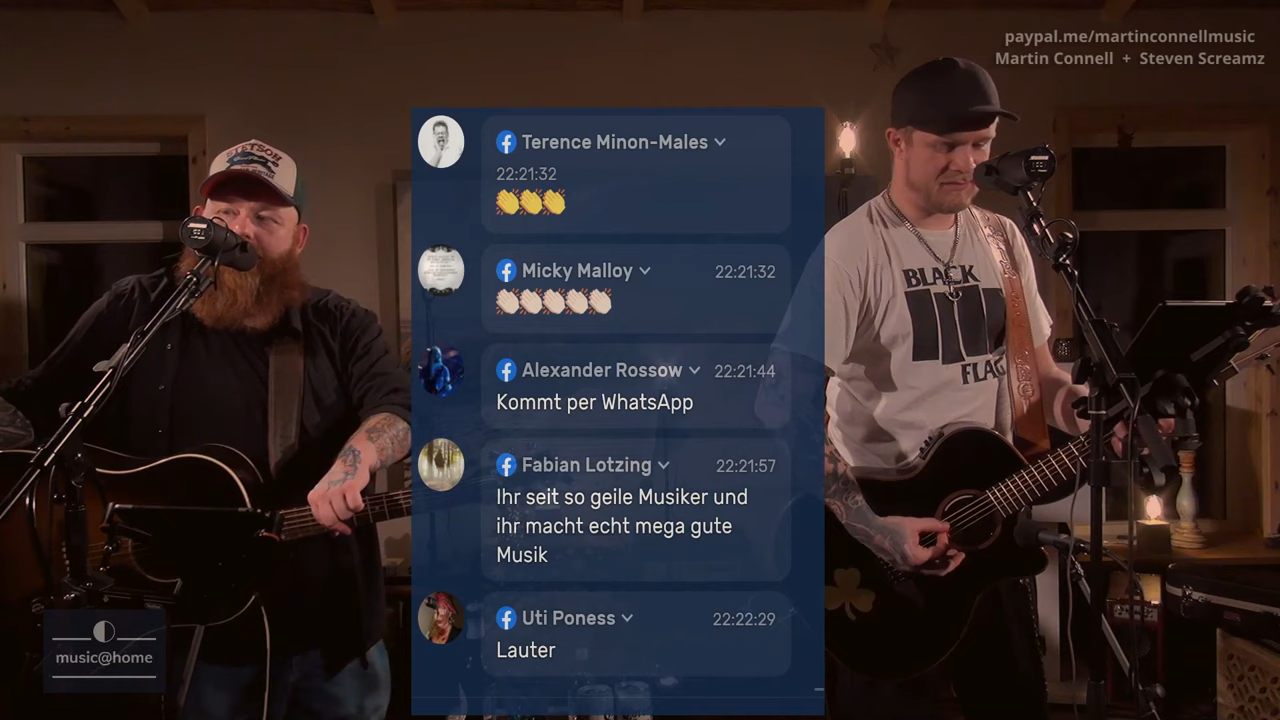 paypal.me/martinconnellmusic
Martin Connell + Steven Screamz
STETSON
Terence Minon-Males
22:21:32
👏👏👏
Micky Malloy 22:21:32
👏🏻👏🏻👏🏻👏🏻👏🏻
Alexander Rossow 22:21:44
Kommt per WhatsApp
Fabian Lotzing 22:21:57
Ihr seit so geile Musiker und
ihr macht echt mega gute
Musik
Uti Poness 22:22:29
Lauter
BLACK
FLAG
music@home